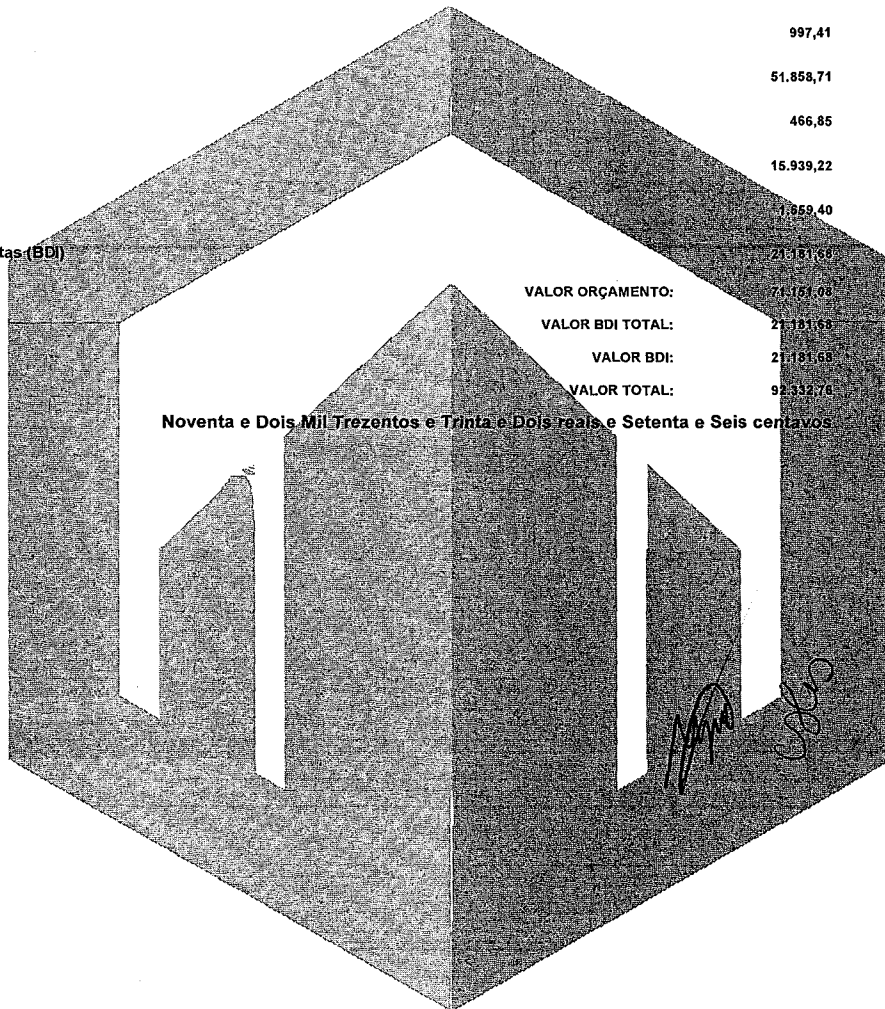 997,41
51.858,71
466,85
15.939,22
1.659,40
tas (BDI) 21.181,68
VALOR ORÇAMENTO: 71.151,08
VALOR BDI TOTAL: 21.181,68
VALOR BDI: 21.181,68
VALOR TOTAL: 92.332,76
Noventa e Dois Mil Trezentos e Trinta e Dois reais e Setenta e Seis centavos